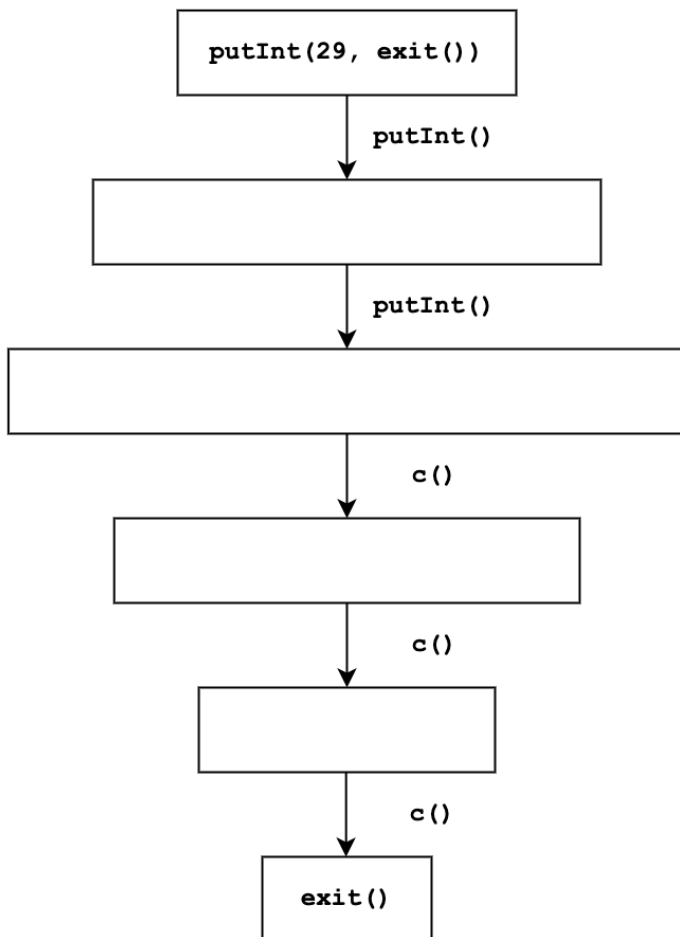 putInt(29, exit())
putInt()
putInt()
c()
c()
c()
exit()